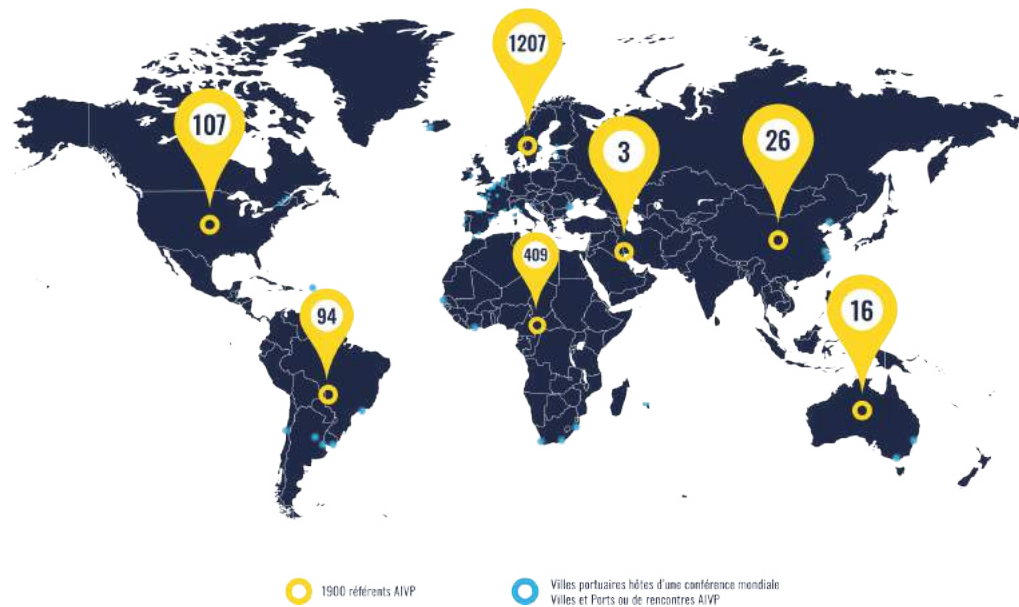 1207
107
3
26
409
94
16
1900 référents AIVP
Villes portuaires hôtes d'une conférence mondiale
Villes et Ports ou de rencontres AIVP